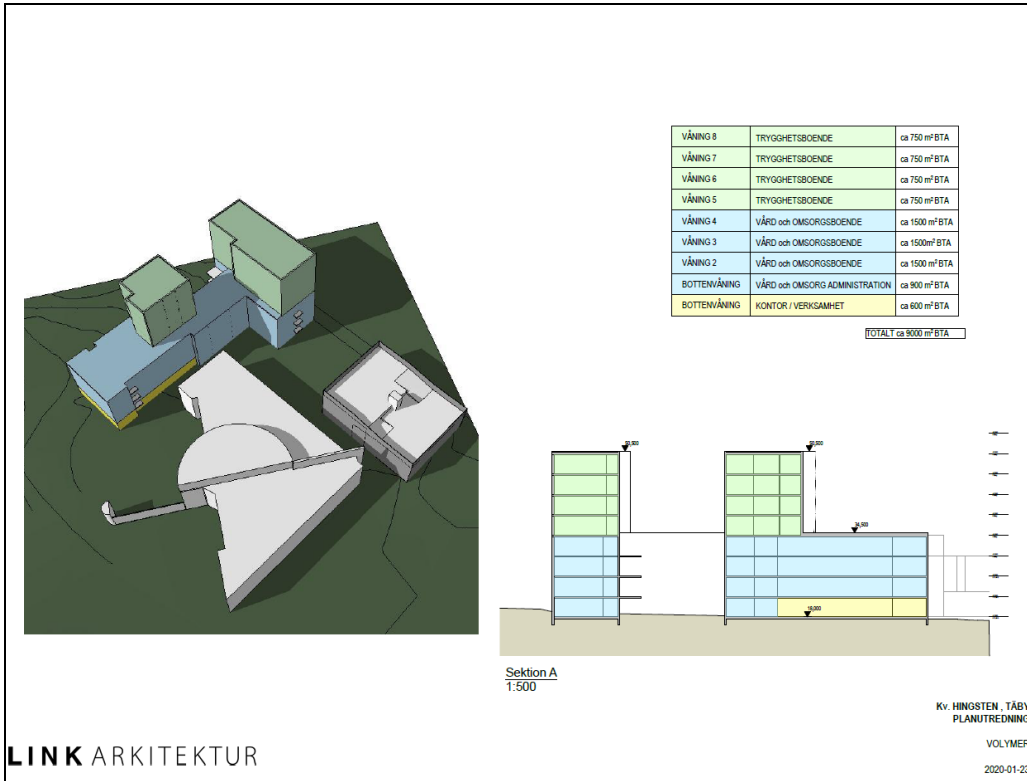 VÅNING 8 TRYGGHETSBOENDE ca 750 m² BTA
VÅNING 7 TRYGGHETSBOENDE ca 750 m² BTA
VÅNING 6 TRYGGHETSBOENDE ca 750 m² BTA
VÅNING 5 TRYGGHETSBOENDE ca 750 m² BTA
VÅNING 4 VÅRD och OMSORGSBOENDE ca 1500 m² BTA
VÅNING 3 VÅRD och OMSORGSBOENDE ca 1500m² BTA
VÅNING 2 VÅRD och OMSORGSBOENDE ca 1500 m² BTA
BOTTENVÅNING VÅRD och OMSORG ADMINISTRATION ca 900 m² BTA
BOTTENVÅNING KONTOR / VERKSAMHET ca 600 m² BTA
TOTALT ca 9000 m² BTA
Sektion A
1:500
Kv. HINGSTEN , TÄBY
PLANUTREDNING
VOLYMER
2020-01-23
LINK ARKITEKTUR